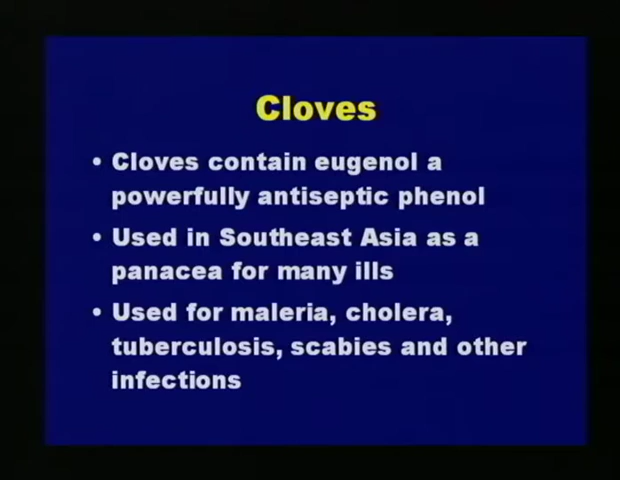 Cloves
• Cloves contain eugenol a
powerfully antiseptic phenol
• Used in Southeast Asia as a
panacea for many ills
• Used for maleria, cholera,
tuberculosis, scabies and other
infections